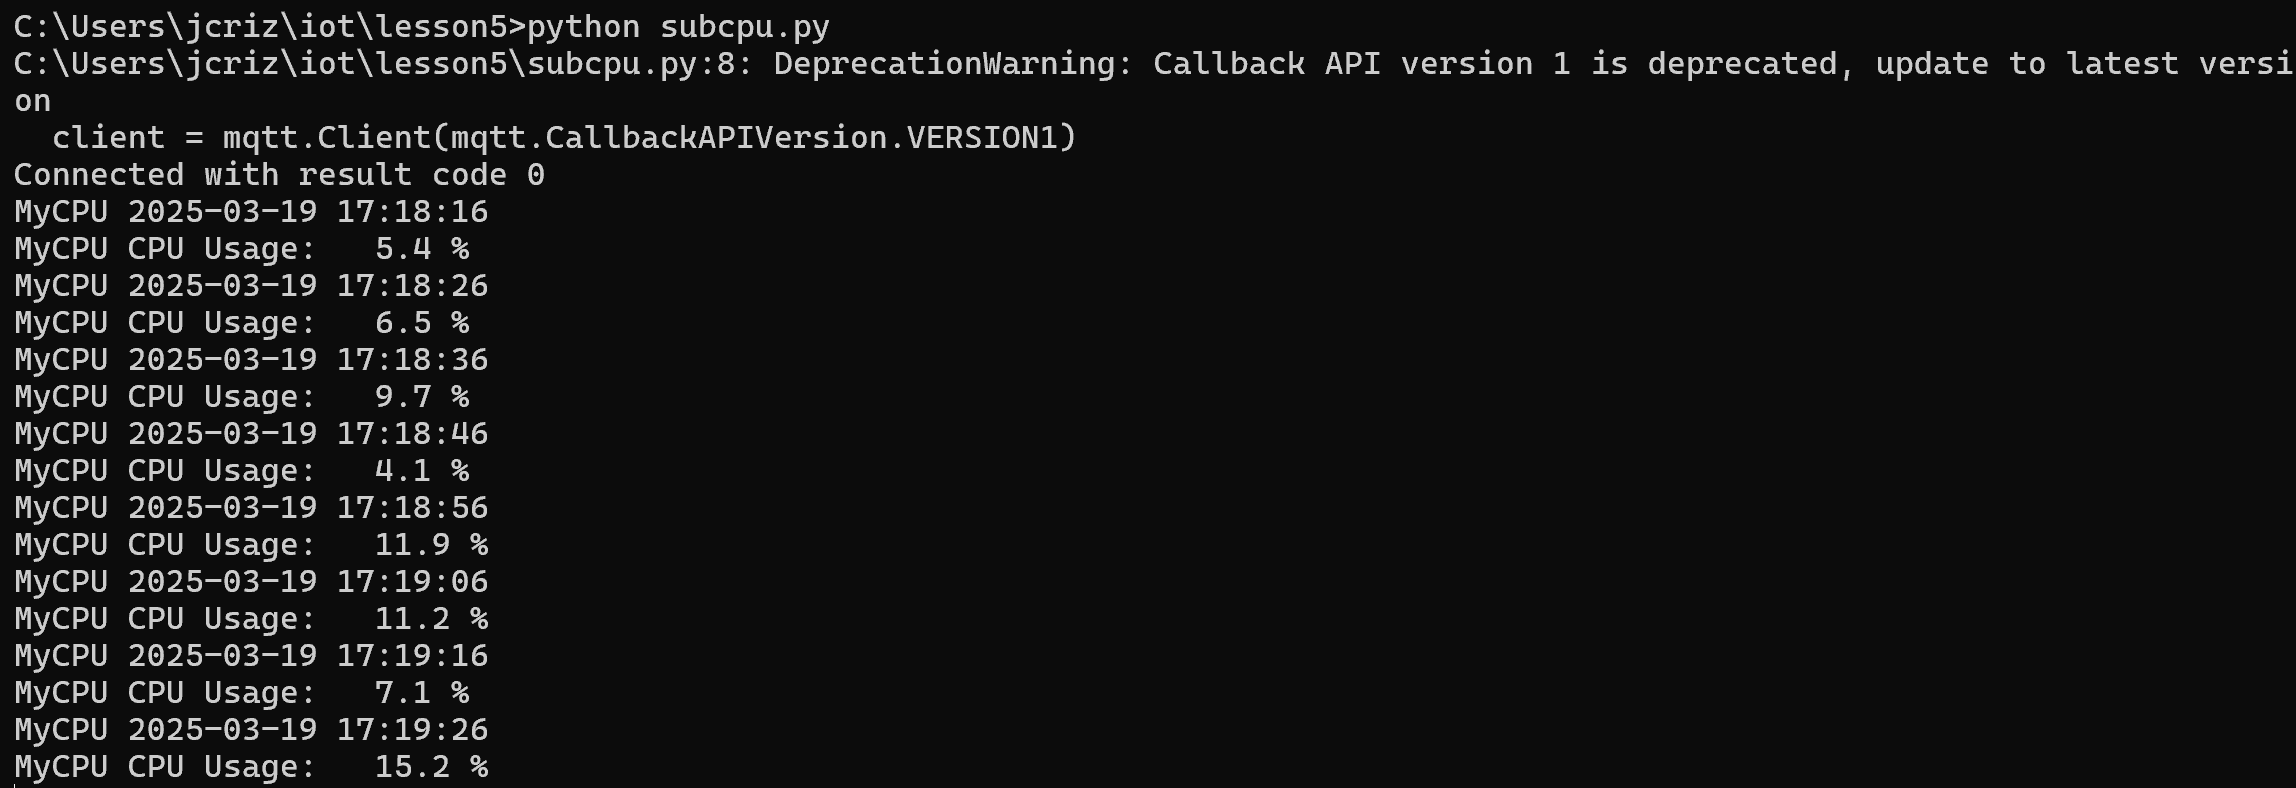 C:\Users\jcriz\iot\lesson5>python subcpu.py
C:\Users\jcriz\iot\lesson5\subcpu.py:8: DeprecationWarning: Callback API version 1 is deprecated, update to latest versi
on
  client = mqtt.Client(mqtt.CallbackAPIVersion.VERSION1)
Connected with result code 0
MyCPU 2025-03-19 17:18:16
MyCPU CPU Usage:   5.4 %
MyCPU 2025-03-19 17:18:26
MyCPU CPU Usage:   6.5 %
MyCPU 2025-03-19 17:18:36
MyCPU CPU Usage:   9.7 %
MyCPU 2025-03-19 17:18:46
MyCPU CPU Usage:   4.1 %
MyCPU 2025-03-19 17:18:56
MyCPU CPU Usage:   11.9 %
MyCPU 2025-03-19 17:19:06
MyCPU CPU Usage:   11.2 %
MyCPU 2025-03-19 17:19:16
MyCPU CPU Usage:   7.1 %
MyCPU 2025-03-19 17:19:26
MyCPU CPU Usage:   15.2 %